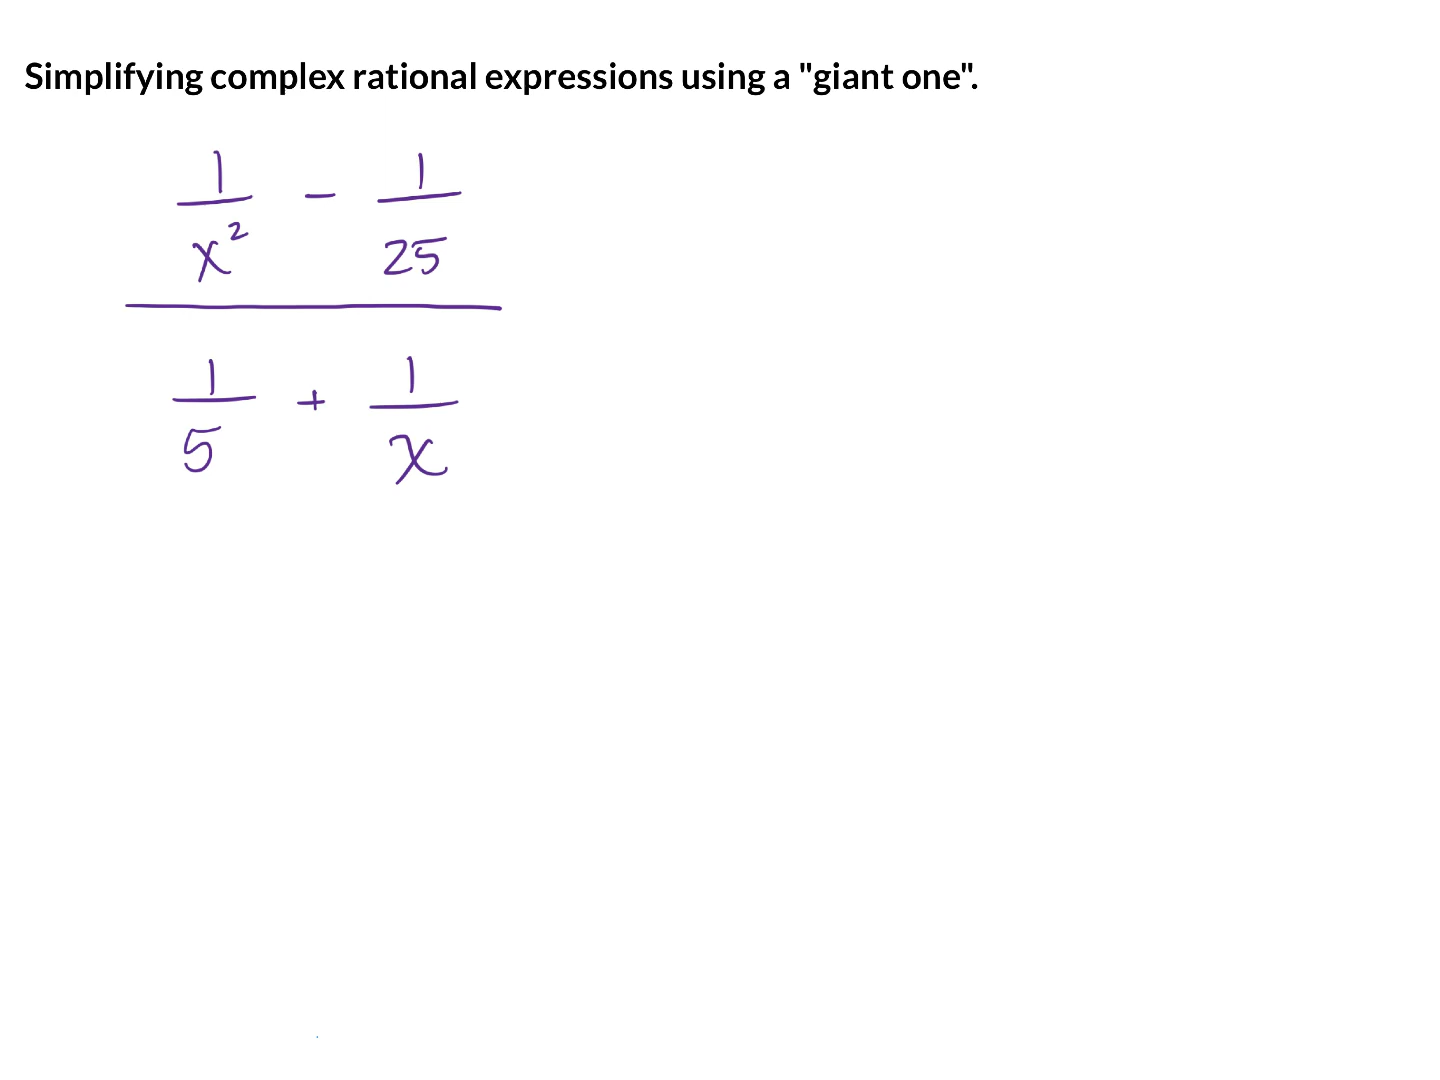 Simplifying complex rational expressions using a "giant one".
1 - 1
x² 25
1 + 1
5 x